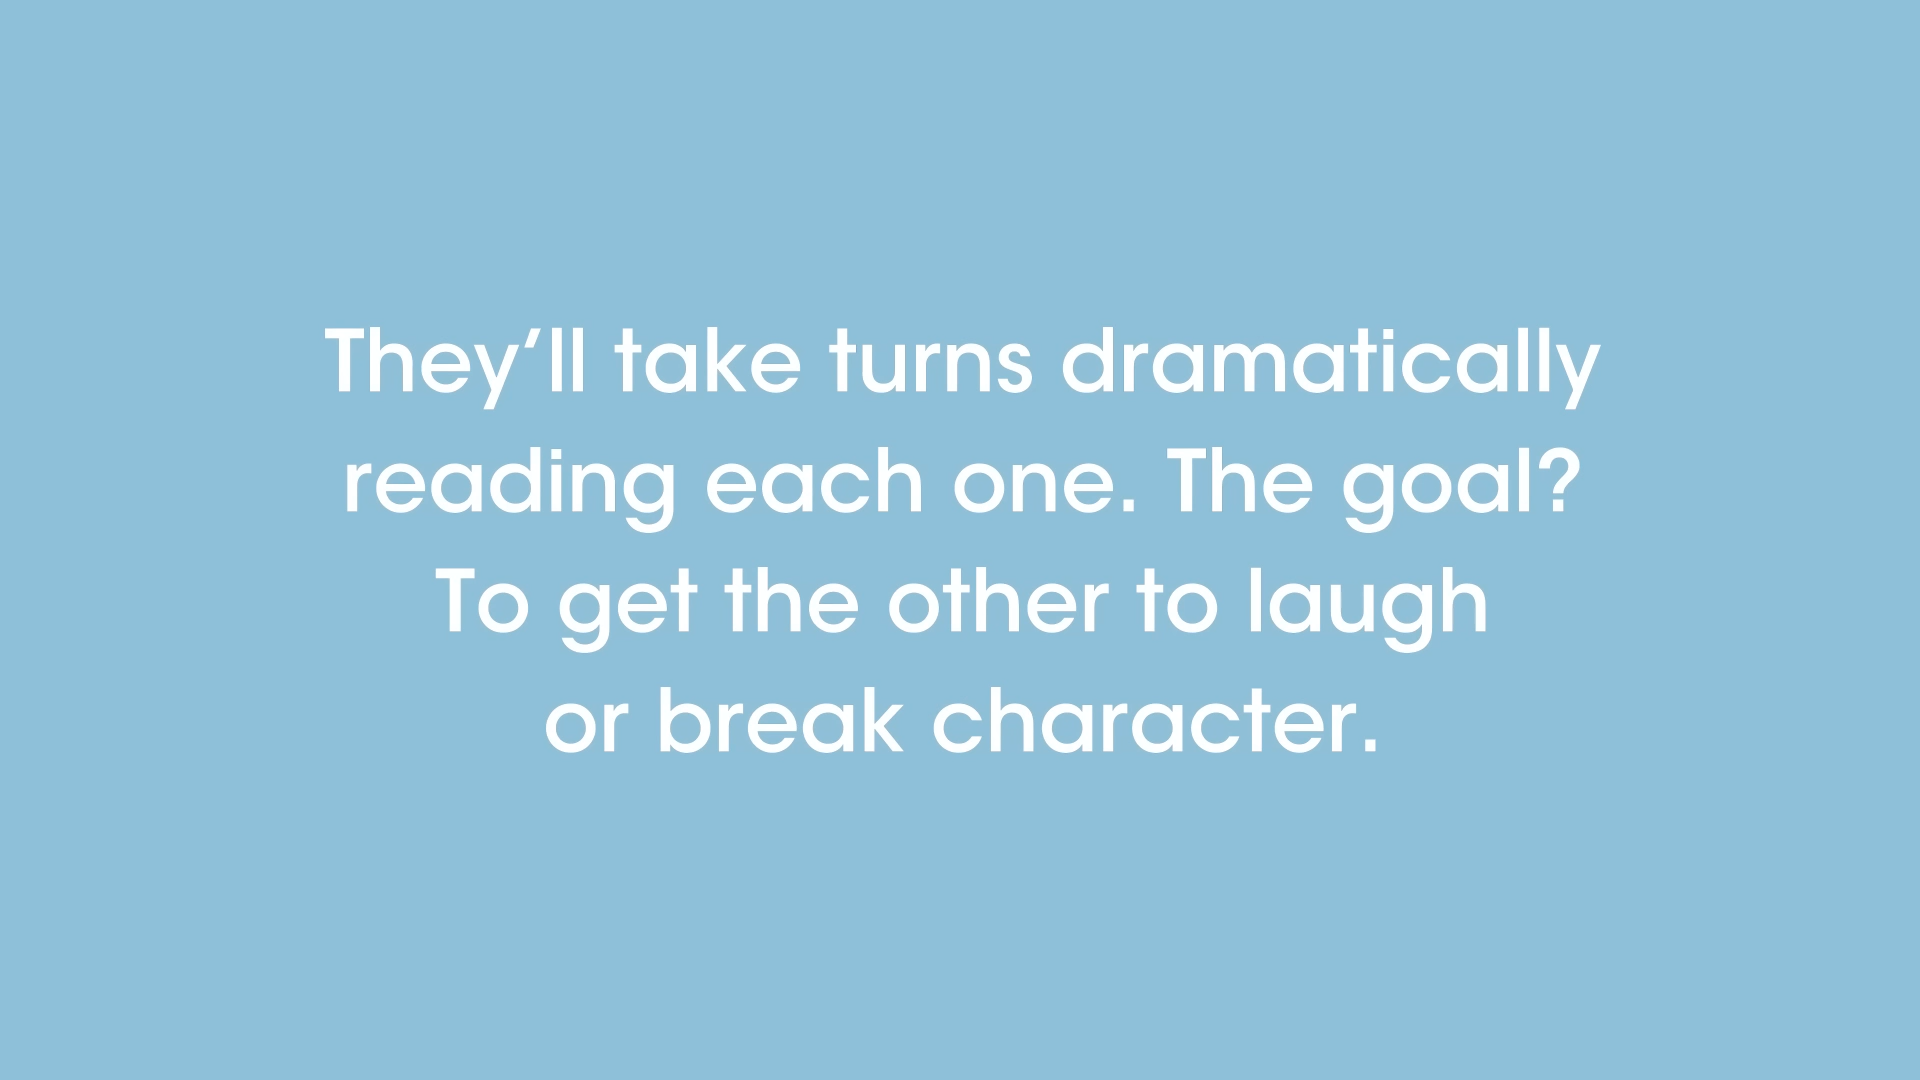 They’ll take turns dramatically
reading each one. The goal?
To get the other to laugh
or break character.